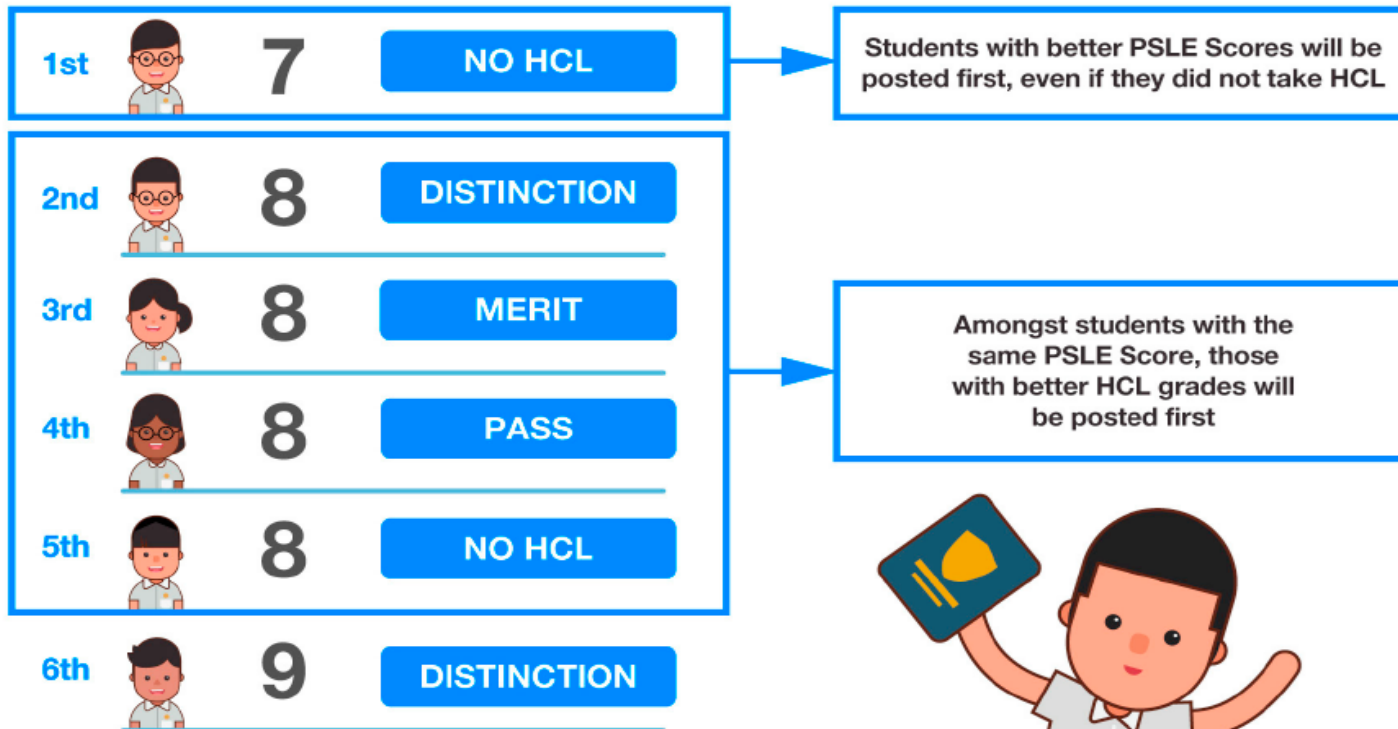 1st 7 NO HCL
Students with better PSLE Scores will be
posted first, even if they did not take HCL
2nd 8 DISTINCTION
3rd 8 MERIT
4th 8 PASS
5th 8 NO HCL
Amongst students with the
same PSLE Score, those
with better HCL grades will
be posted first
6th 9 DISTINCTION